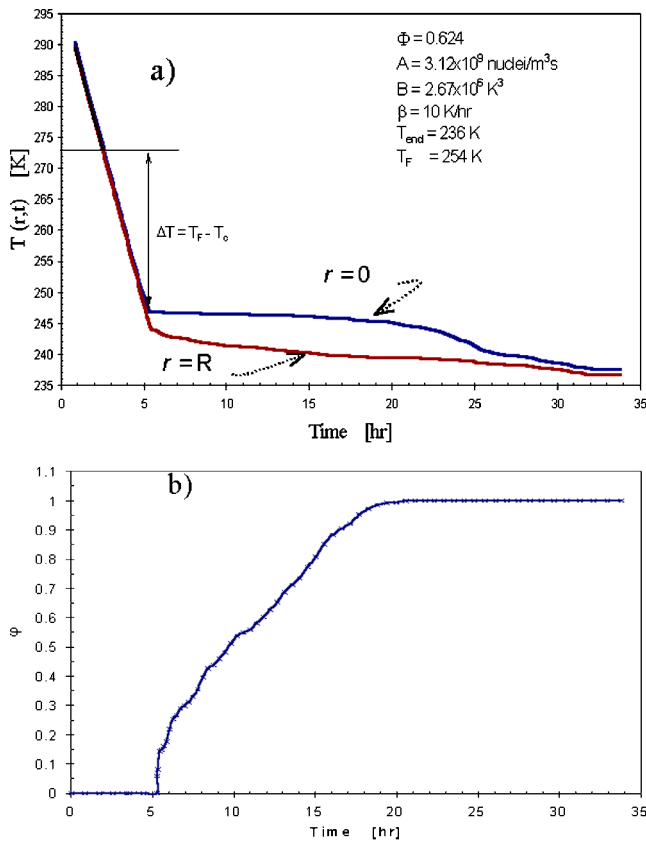 295
290
285
280
275
270
265
260
255
250
245
240
235
T (r,t) [K]
a)
Φ = 0.624
A = 3.12x10⁹ nuclei/m³s
B = 2.67x10⁶ K³
β = 10 K/hr
T_end = 236 K
T_F = 254 K
ΔT = T_F - T_c
r = 0
r = R
0 5 10 15 20 25 30 35
Time [hr]
b)
1.1
1
0.9
0.8
0.7
0.6
0.5
0.4
0.3
0.2
0.1
0
φ
0 5 10 15 20 25 30 35
Time [hr]